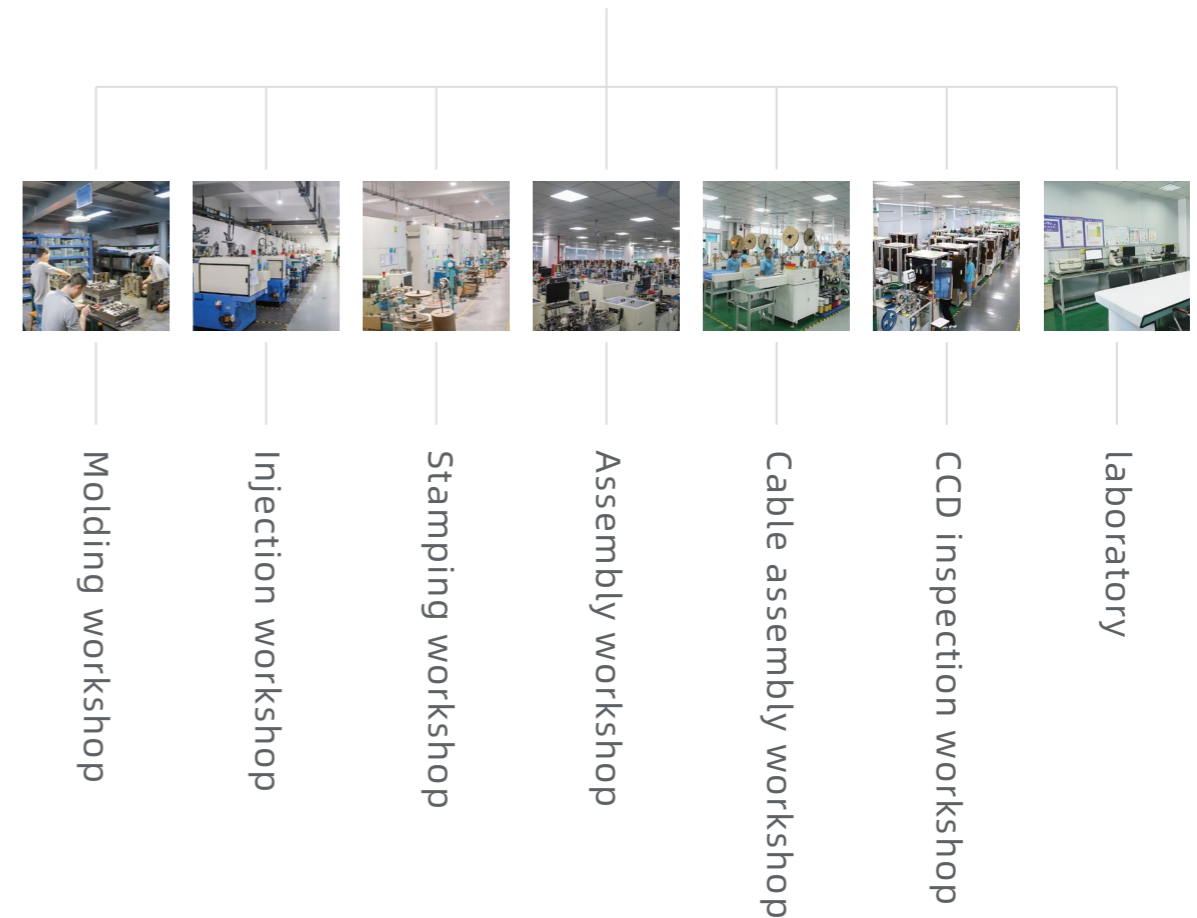 Molding workshop
Injection workshop
Stamping workshop
Assembly workshop
Cable assembly workshop
CCD inspection workshop
laboratory